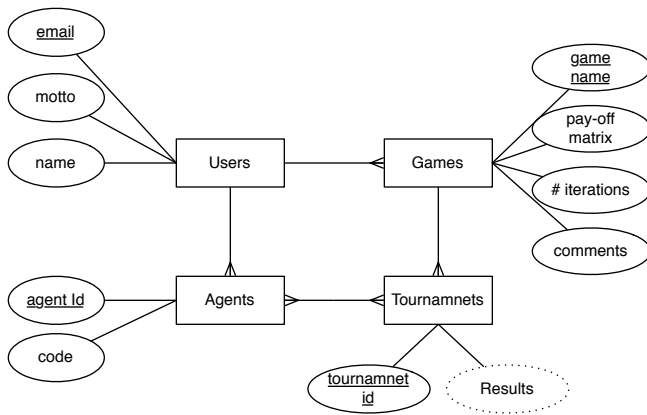 email
motto
name
Users
Games
game
name
pay-off
matrix
# iterations
comments
agent Id
code
Agents
Tournamnets
tournamnet
id
Results